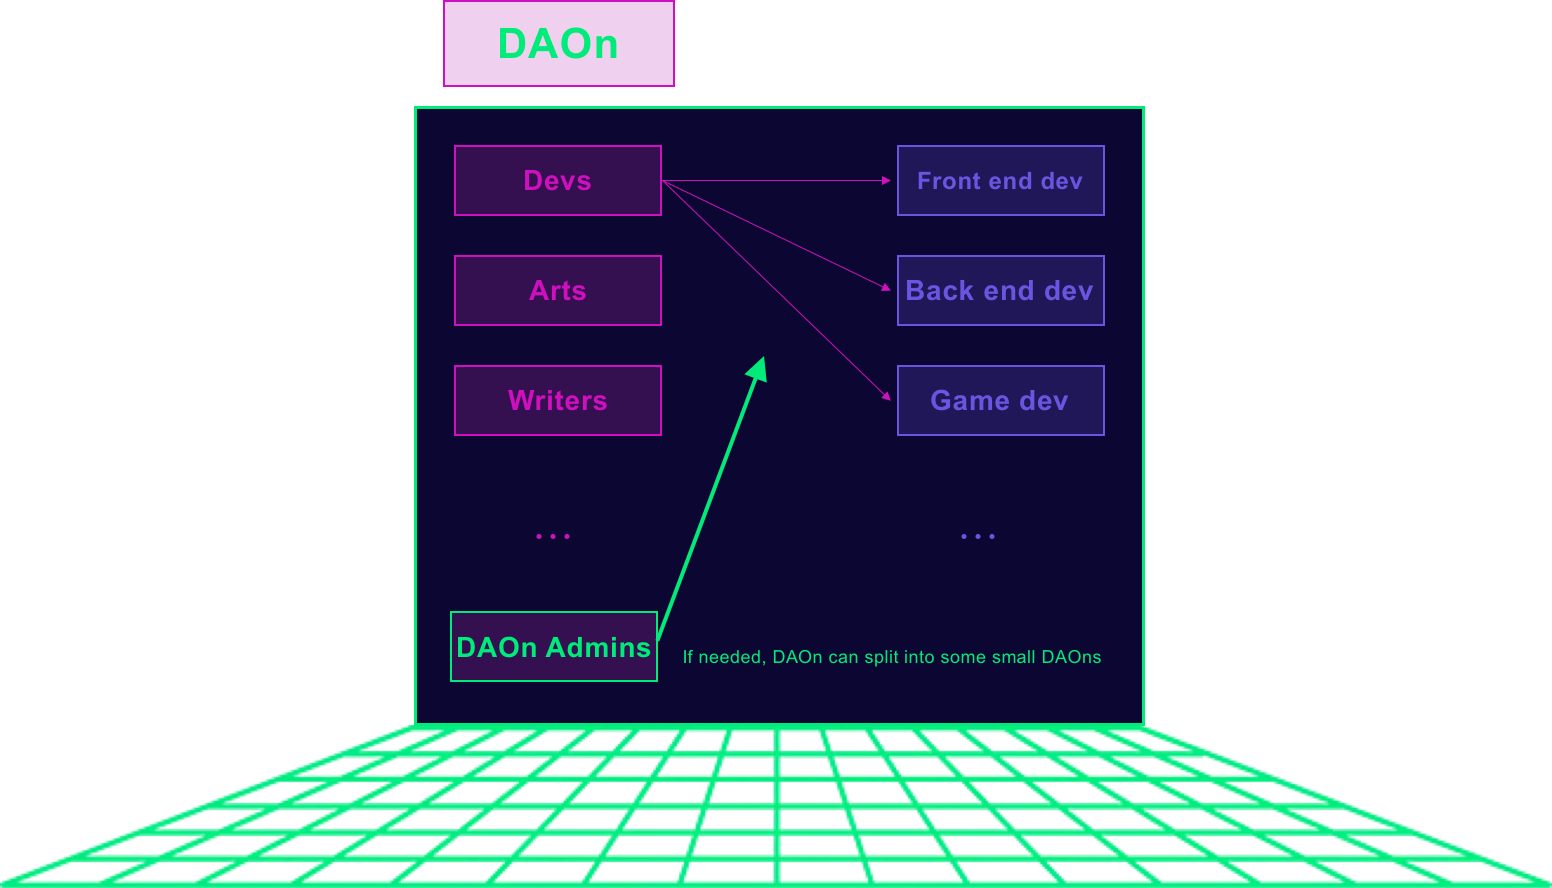 DAOn
Devs
Front end dev
Arts
Back end dev
Writers
Game dev
...
...
DAOn Admins
If needed, DAOn can split into some small DAOns